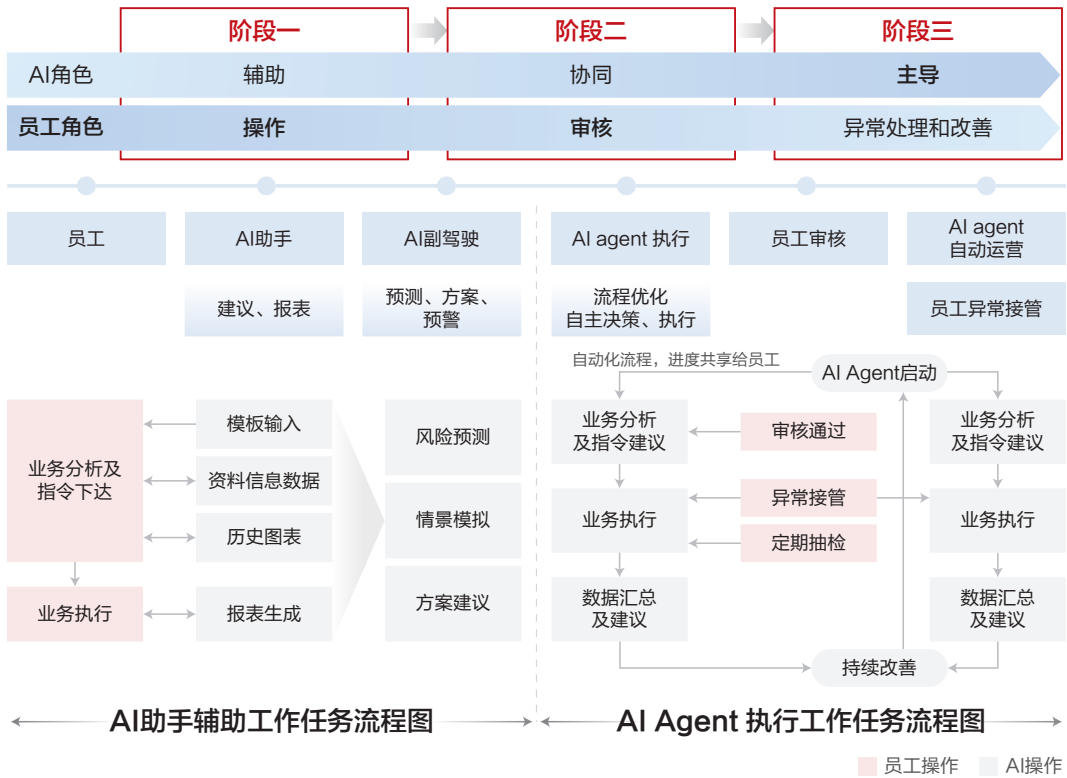 阶段一
阶段二
阶段三
AI角色
辅助
协同
主导
员工角色
操作
审核
异常处理和改善
员工
AI助手
AI副驾驶
AI agent 执行
员工审核
AI agent
自动运营
建议、报表
预测、方案、
预警
流程优化
自主决策、执行
员工异常接管
自动化流程，进度共享给员工
AI Agent启动
业务分析及
指令下达
模板输入
资料信息数据
历史图表
业务执行
报表生成
风险预测
情景模拟
方案建议
业务分析
及指令建议
业务执行
数据汇总
及建议
审核通过
异常接管
定期抽检
业务分析
及指令建议
业务执行
数据汇总
及建议
持续改善
AI助手辅助工作任务流程图
AI Agent 执行工作任务流程图
员工操作
AI操作